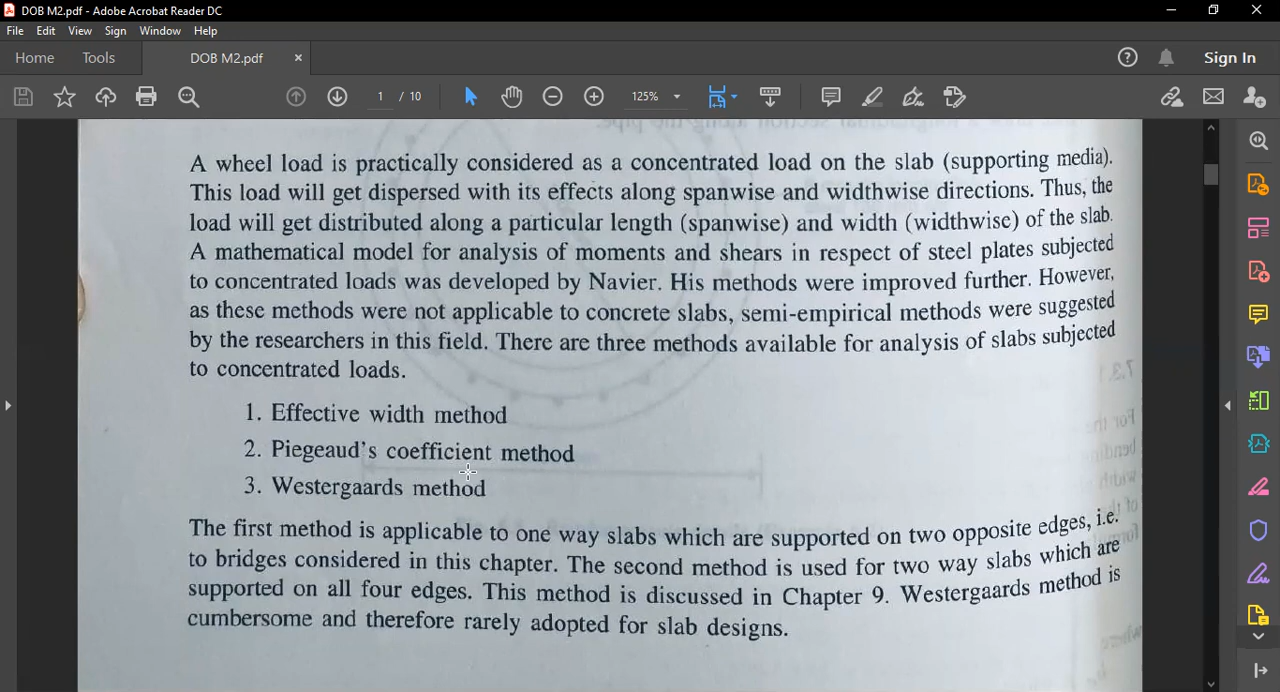 DOB M2.pdf - Adobe Acrobat Reader DC
File Edit View Sign Window Help
Home Tools DOB M2.pdf × Sign In
1 / 10 125%
A wheel load is practically considered as a concentrated load on the slab (supporting media).
This load will get dispersed with its effects along spanwise and widthwise directions. Thus, the
load will get distributed along a particular length (spanwise) and width (widthwise) of the slab.
A mathematical model for analysis of moments and shears in respect of steel plates subjected
to concentrated loads was developed by Navier. His methods were improved further. However,
as these methods were not applicable to concrete slabs, semi-empirical methods were suggested
by the researchers in this field. There are three methods available for analysis of slabs subjected
to concentrated loads.
1. Effective width method
2. Piegeaud's coefficient method
3. Westergaards method
The first method is applicable to one way slabs which are supported on two opposite edges, i.e.
to bridges considered in this chapter. The second method is used for two way slabs which are
supported on all four edges. This method is discussed in Chapter 9. Westergaards method is
cumbersome and therefore rarely adopted for slab designs.